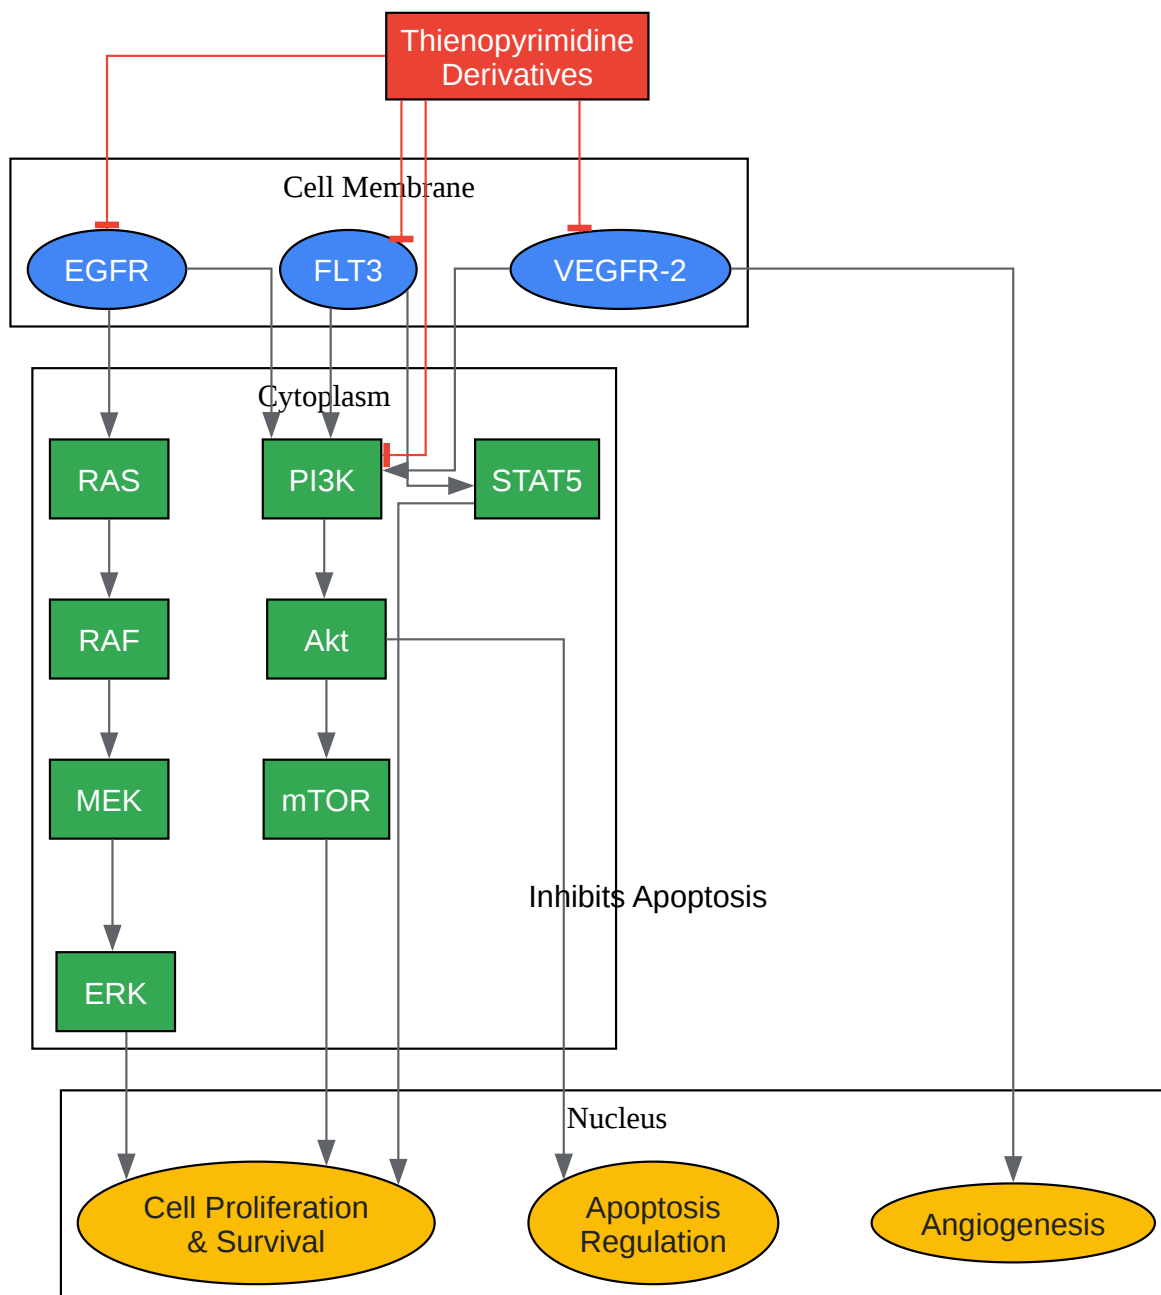 Thienopyrimidine
Derivatives
Cell Membrane
EGFR
FLT3
VEGFR-2
Cytoplasm
RAS
PI3K
STAT5
RAF
Akt
MEK
mTOR
Inhibits Apoptosis
ERK
Nucleus
Cell Proliferation
& Survival
Apoptosis
Regulation
Angiogenesis